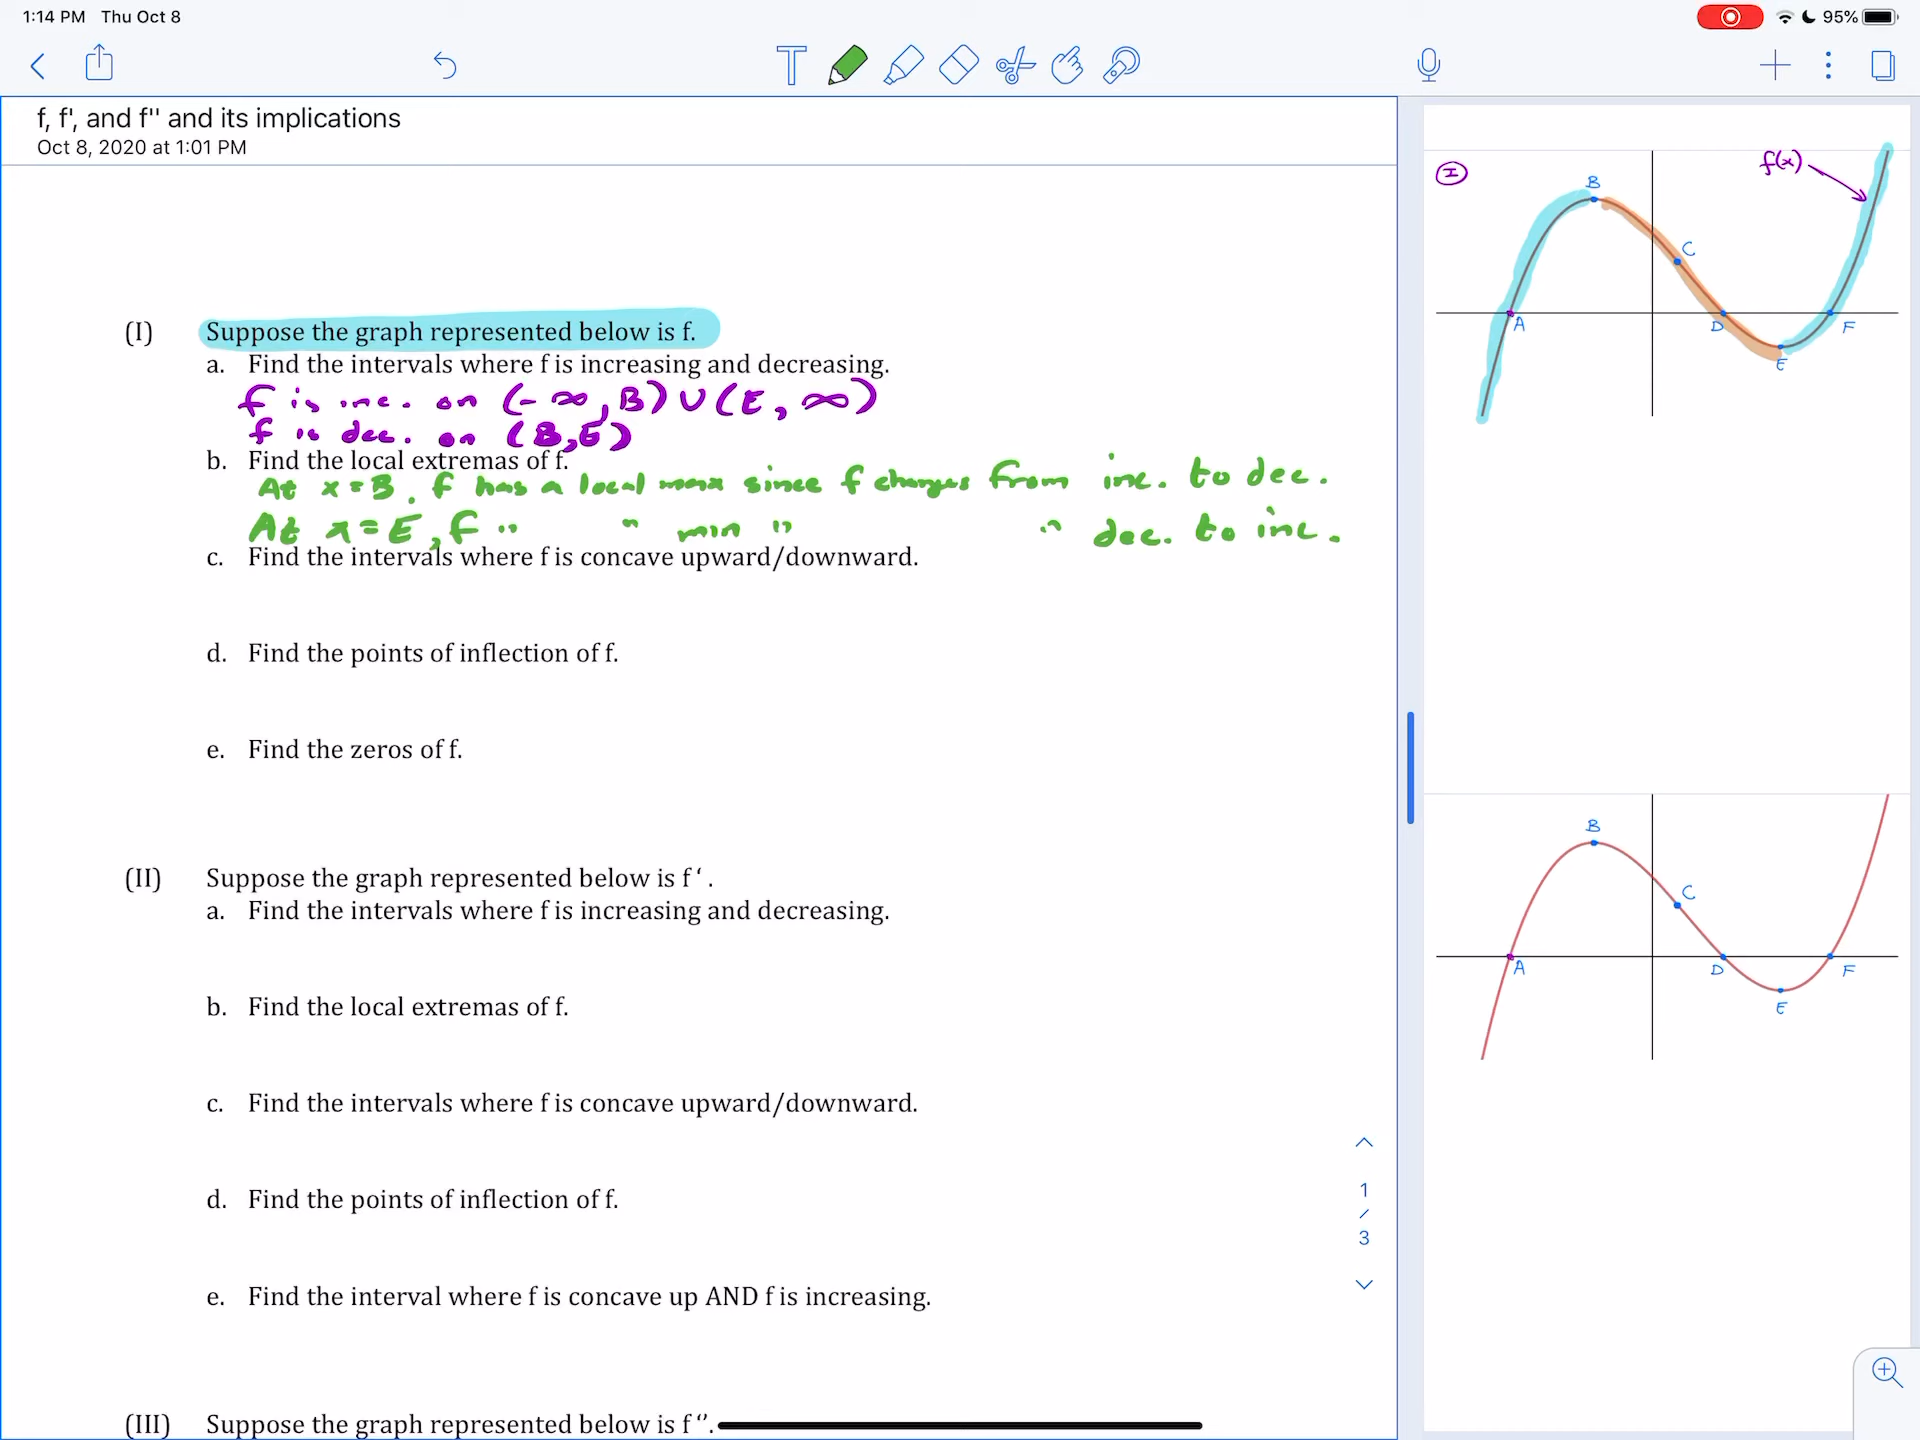 1:14 PM Thu Oct 8
95%
f, f', and f'' and its implications
Oct 8, 2020 at 1:01 PM
(I) Suppose the graph represented below is f.
a. Find the intervals where f is increasing and decreasing.
f is inc. on (-∞, B) U (E, ∞)
f is dec. on (B, E)
b. Find the local extremas of f.
At x = B, f has a local max since f changes from inc. to dec.
At x = E, f " " min " " dec. to inc.
c. Find the intervals where f is concave upward/downward.
d. Find the points of inflection of f.
e. Find the zeros of f.
(II) Suppose the graph represented below is f ‘ .
a. Find the intervals where f is increasing and decreasing.
b. Find the local extremas of f.
c. Find the intervals where f is concave upward/downward.
d. Find the points of inflection of f.
e. Find the interval where f is concave up AND f is increasing.
(III) Suppose the graph represented below is f ‘’.
1
/
3
I
f(x)
B
C
A
D
E
F
B
C
A
D
E
F